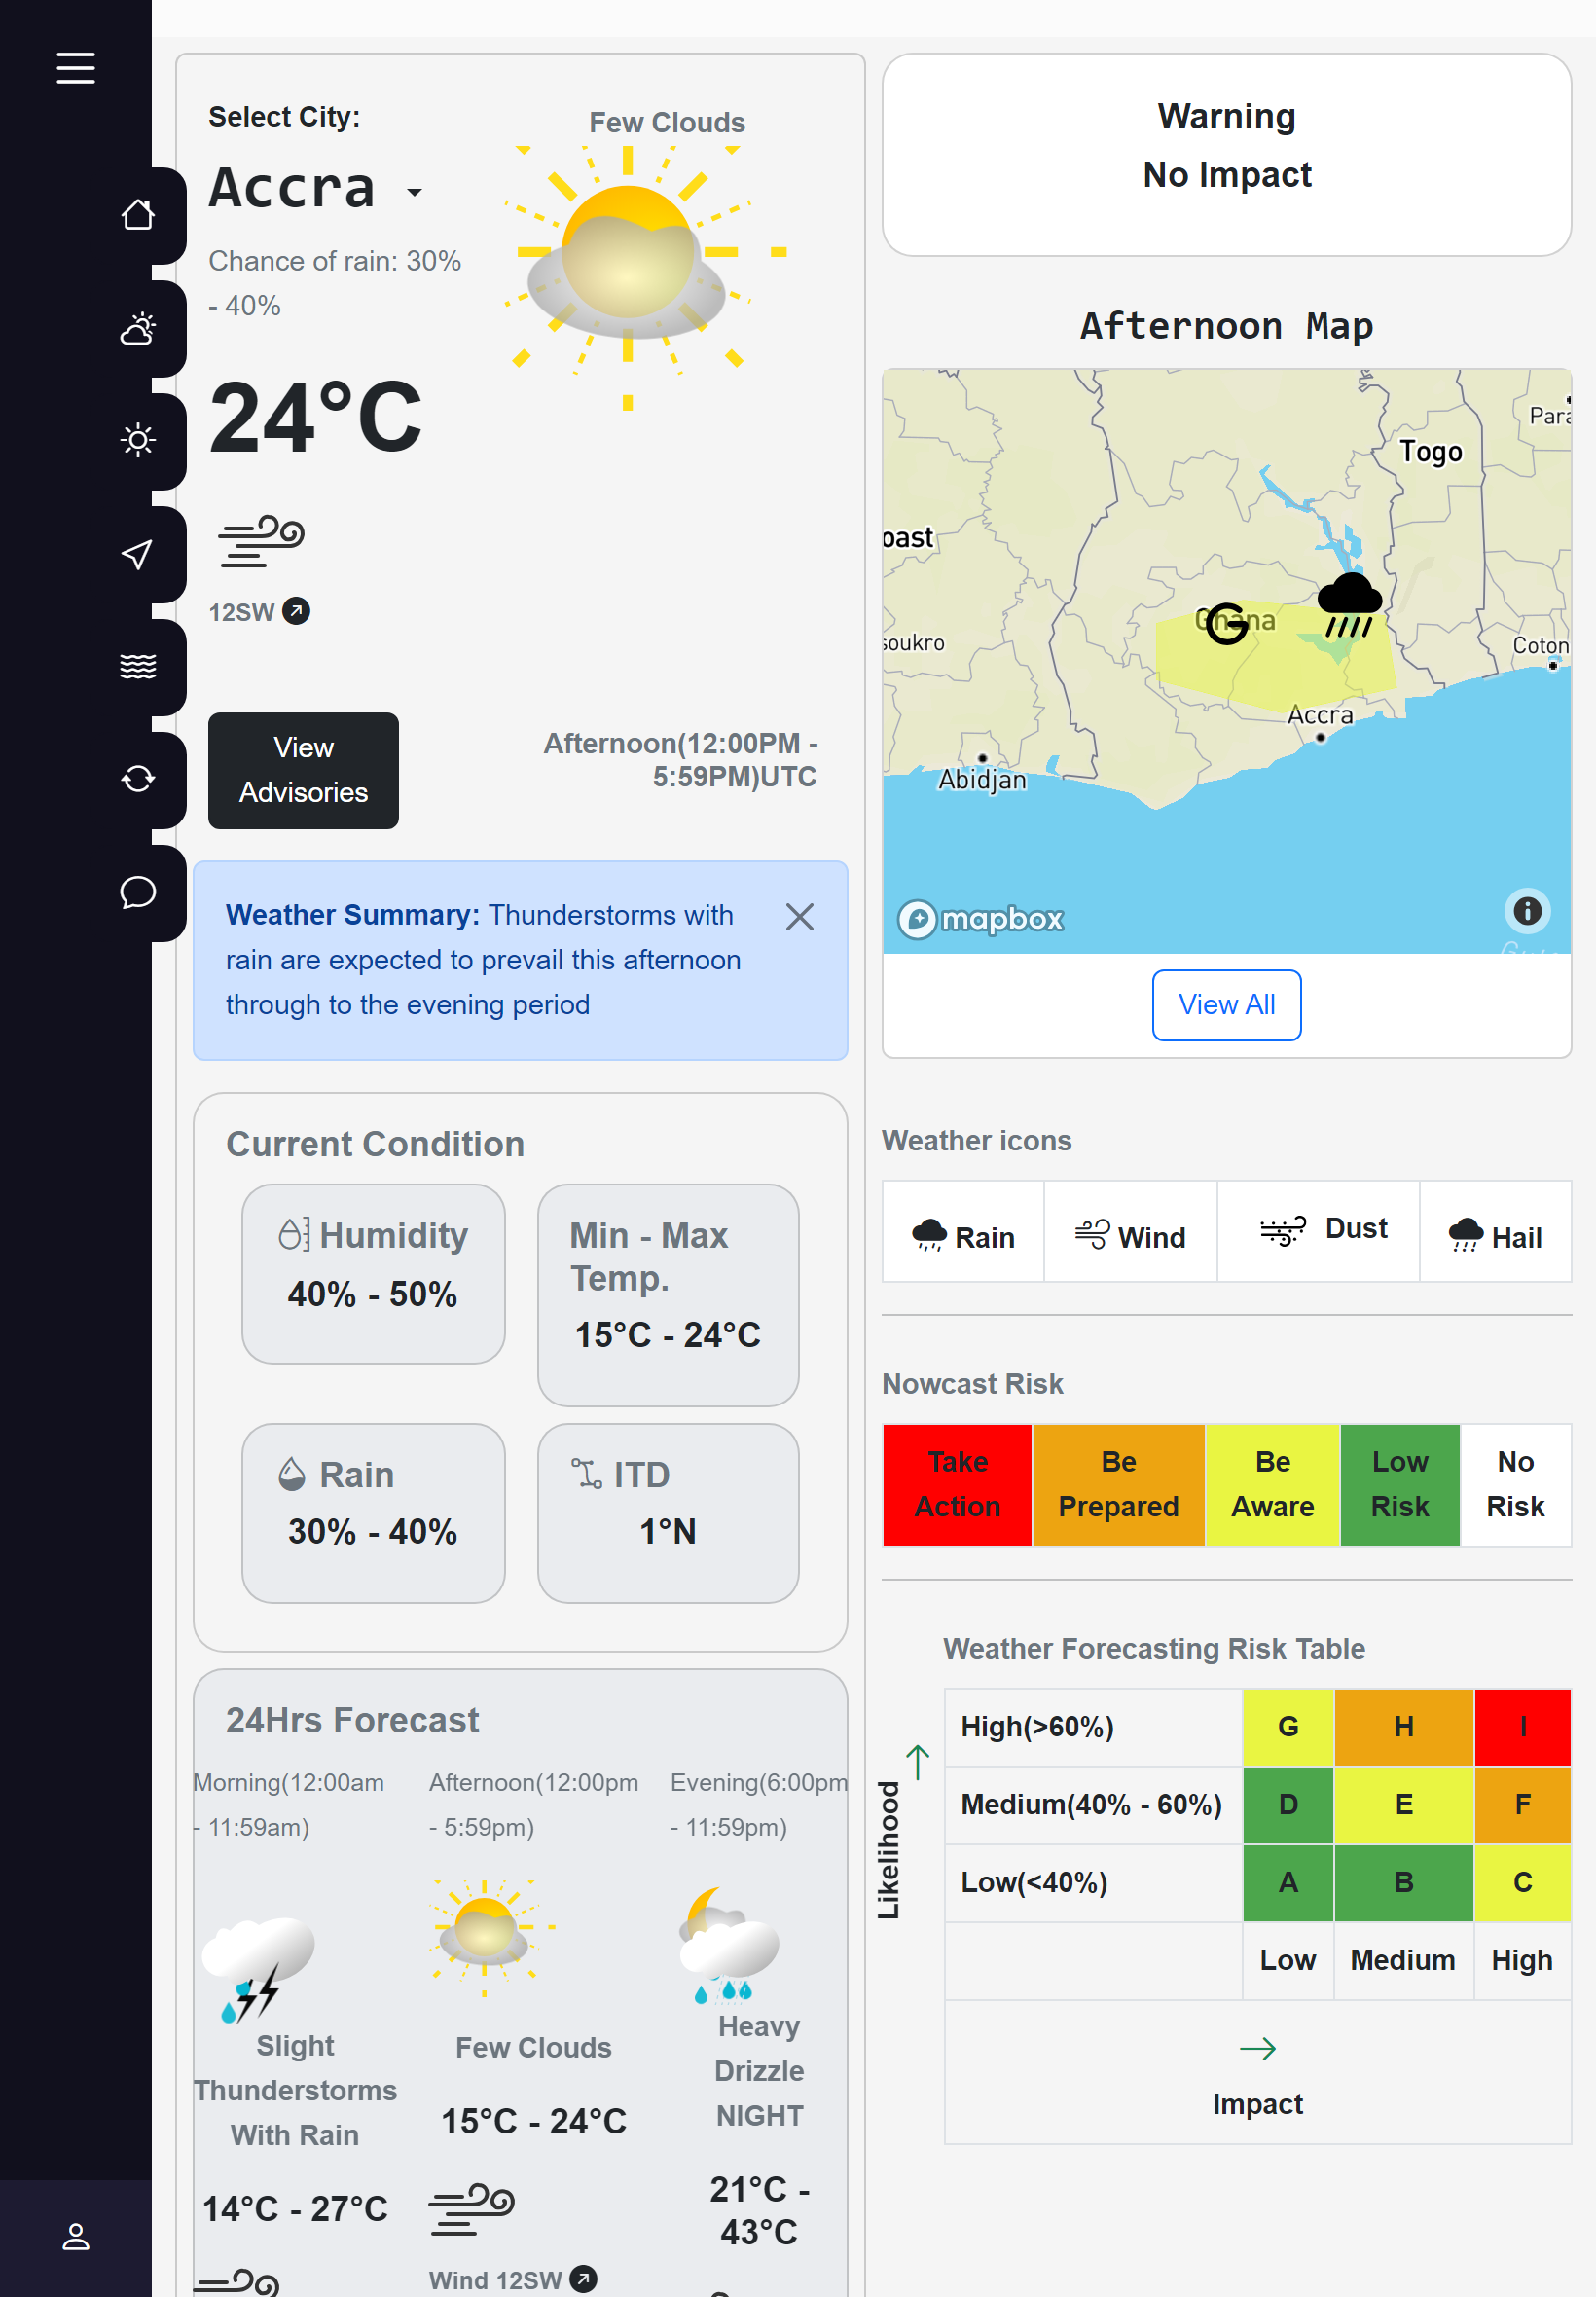 Select City:
Accra
Few Clouds
Chance of rain: 30%
- 40%
24°C
12SW
View
Advisories
Afternoon(12:00PM -
5:59PM)UTC
Weather Summary: Thunderstorms with
rain are expected to prevail this afternoon
through to the evening period
Current Condition
Humidity
40% - 50%
Min - Max
Temp.
15°C - 24°C
Rain
30% - 40%
ITD
1°N
24Hrs Forecast
Morning(12:00am
- 11:59am)
Afternoon(12:00pm
- 5:59pm)
Evening(6:00pm
- 11:59pm)
Slight
Thunderstorms
With Rain
14°C - 27°C
Few Clouds
15°C - 24°C
Wind 12SW
Heavy
Drizzle
NIGHT
21°C -
43°C
Warning
No Impact
Afternoon Map
Para
Togo
oast
Ghana
G
soukro
Coton
Accra
Abidjan
mapbox
View All
Weather icons
Rain
Wind
Dust
Hail
Nowcast Risk
Take
Action
Be
Prepared
Be
Aware
Low
Risk
No
Risk
Weather Forecasting Risk Table
Likelihood
High(>60%)
G
H
I
Medium(40% - 60%)
D
E
F
Low(<40%)
A
B
C
Low
Medium
High
Impact